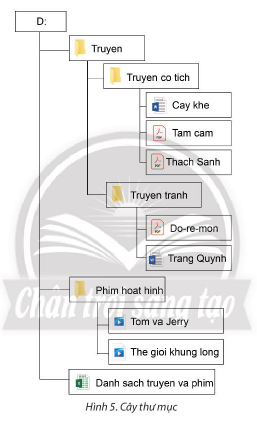 D:
Truyen
Truyen co tich
Cay khe
Tam cam
Thach Sanh
Truyen tranh
Do-re-mon
Trang Quynh
Phim hoat hinh
Tom va Jerry
The gioi khung long
Danh sach truyen va phim
Chân trời sáng tạo
Hình 5. Cây thư mục